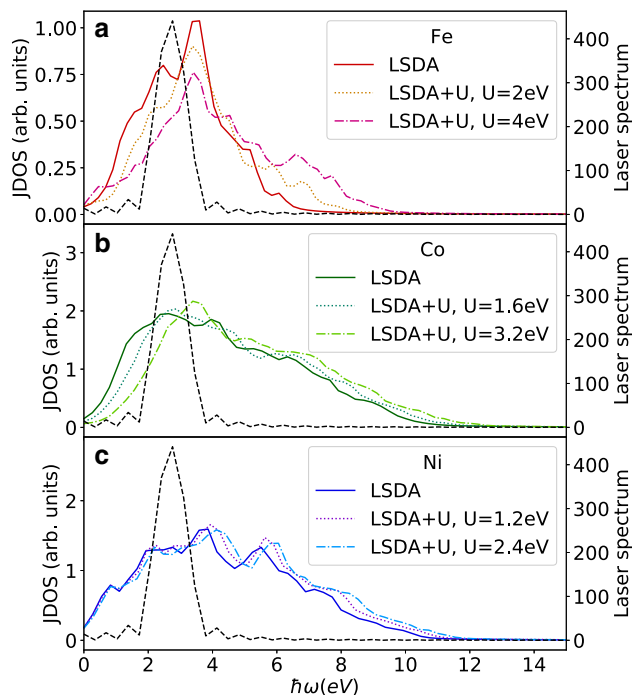 a
Fe
LSDA
LSDA+U, U=2eV
LSDA+U, U=4eV
JDOS (arb. units)
1.00
0.75
0.50
0.25
0.00
Laser spectrum
400
300
200
100
0
b
Co
LSDA
LSDA+U, U=1.6eV
LSDA+U, U=3.2eV
JDOS (arb. units)
3
2
1
0
Laser spectrum
400
300
200
100
0
c
Ni
LSDA
LSDA+U, U=1.2eV
LSDA+U, U=2.4eV
JDOS (arb. units)
2
1
0
Laser spectrum
400
300
200
100
0
0 2 4 6 8 10 12 14
ℏω(eV)